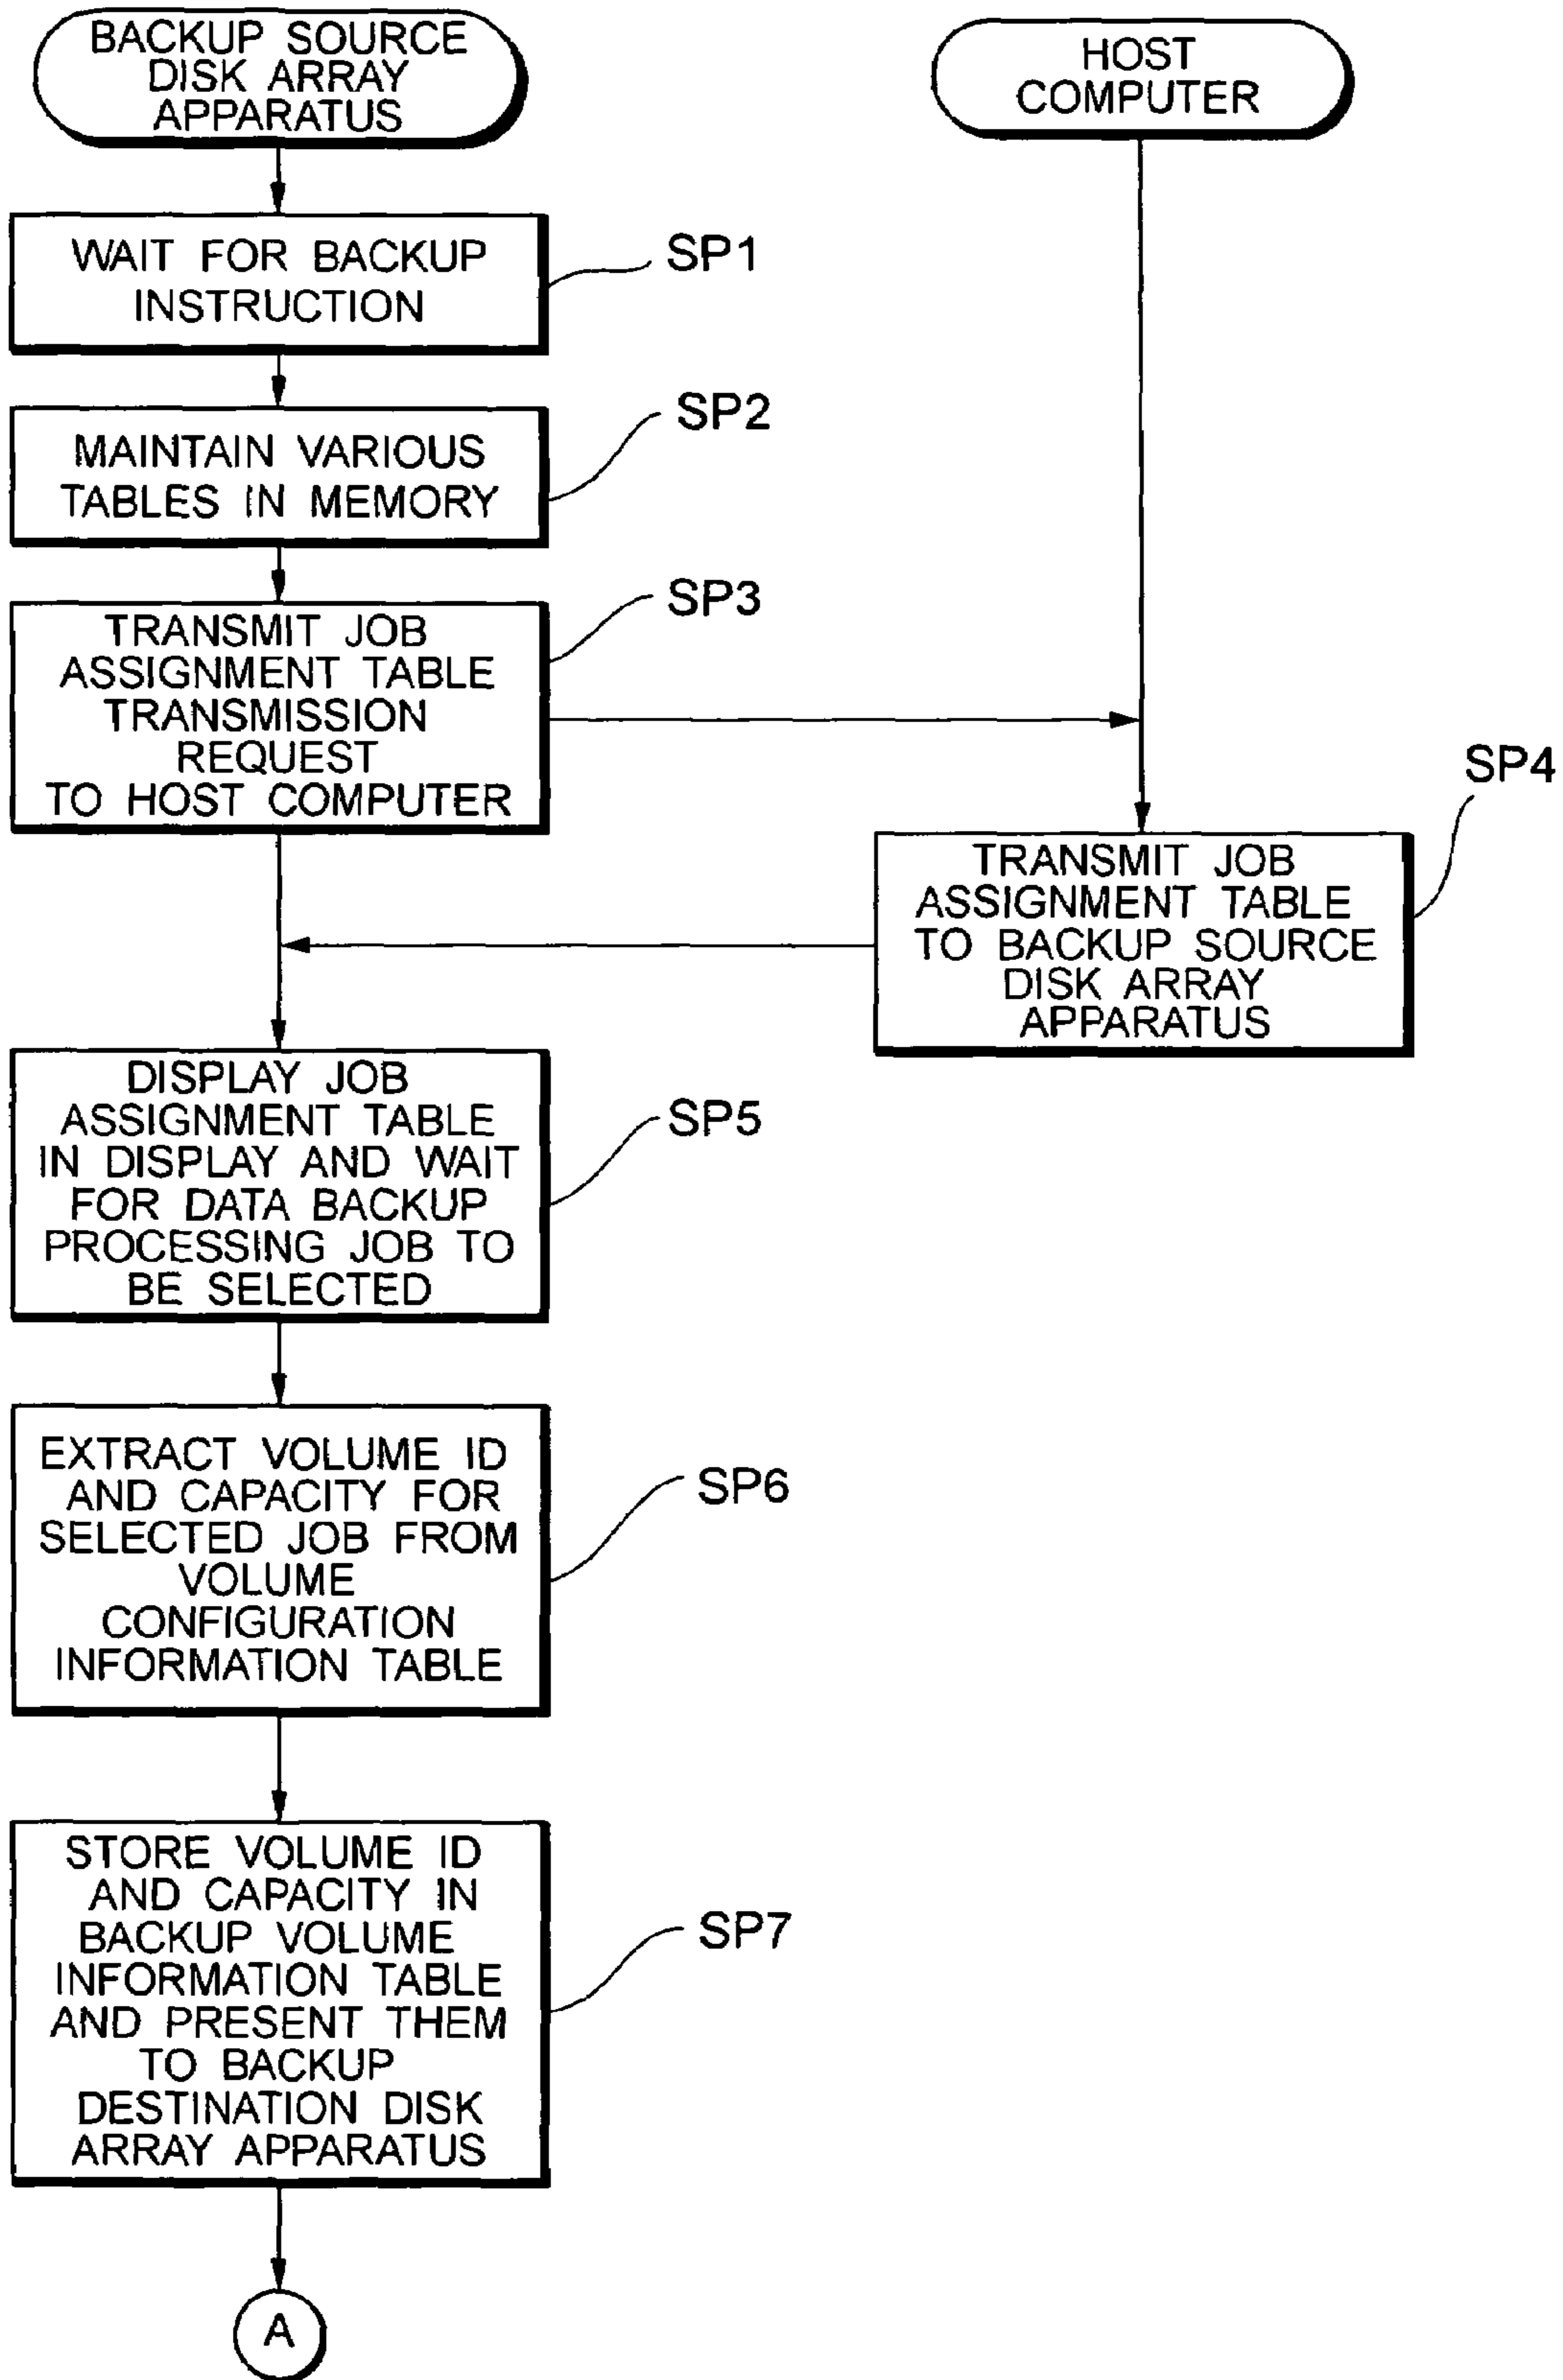 BACKUP SOURCE
DISK ARRAY
APPARATUS
HOST
COMPUTER
WAIT FOR BACKUP
INSTRUCTION
SP1
MAINTAIN VARIOUS
TABLES IN MEMORY
SP2
TRANSMIT JOB
ASSIGNMENT TABLE
TRANSMISSION
REQUEST
TO HOST COMPUTER
SP3
TRANSMIT JOB
ASSIGNMENT TABLE
TO BACKUP SOURCE
DISK ARRAY
APPARATUS
SP4
DISPLAY JOB
ASSIGNMENT TABLE
IN DISPLAY AND WAIT
FOR DATA BACKUP
PROCESSING JOB TO
BE SELECTED
SP5
EXTRACT VOLUME ID
AND CAPACITY FOR
SELECTED JOB FROM
VOLUME
CONFIGURATION
INFORMATION TABLE
SP6
STORE VOLUME ID
AND CAPACITY IN
BACKUP VOLUME
INFORMATION TABLE
AND PRESENT THEM
TO BACKUP
DESTINATION DISK
ARRAY APPARATUS
SP7
A